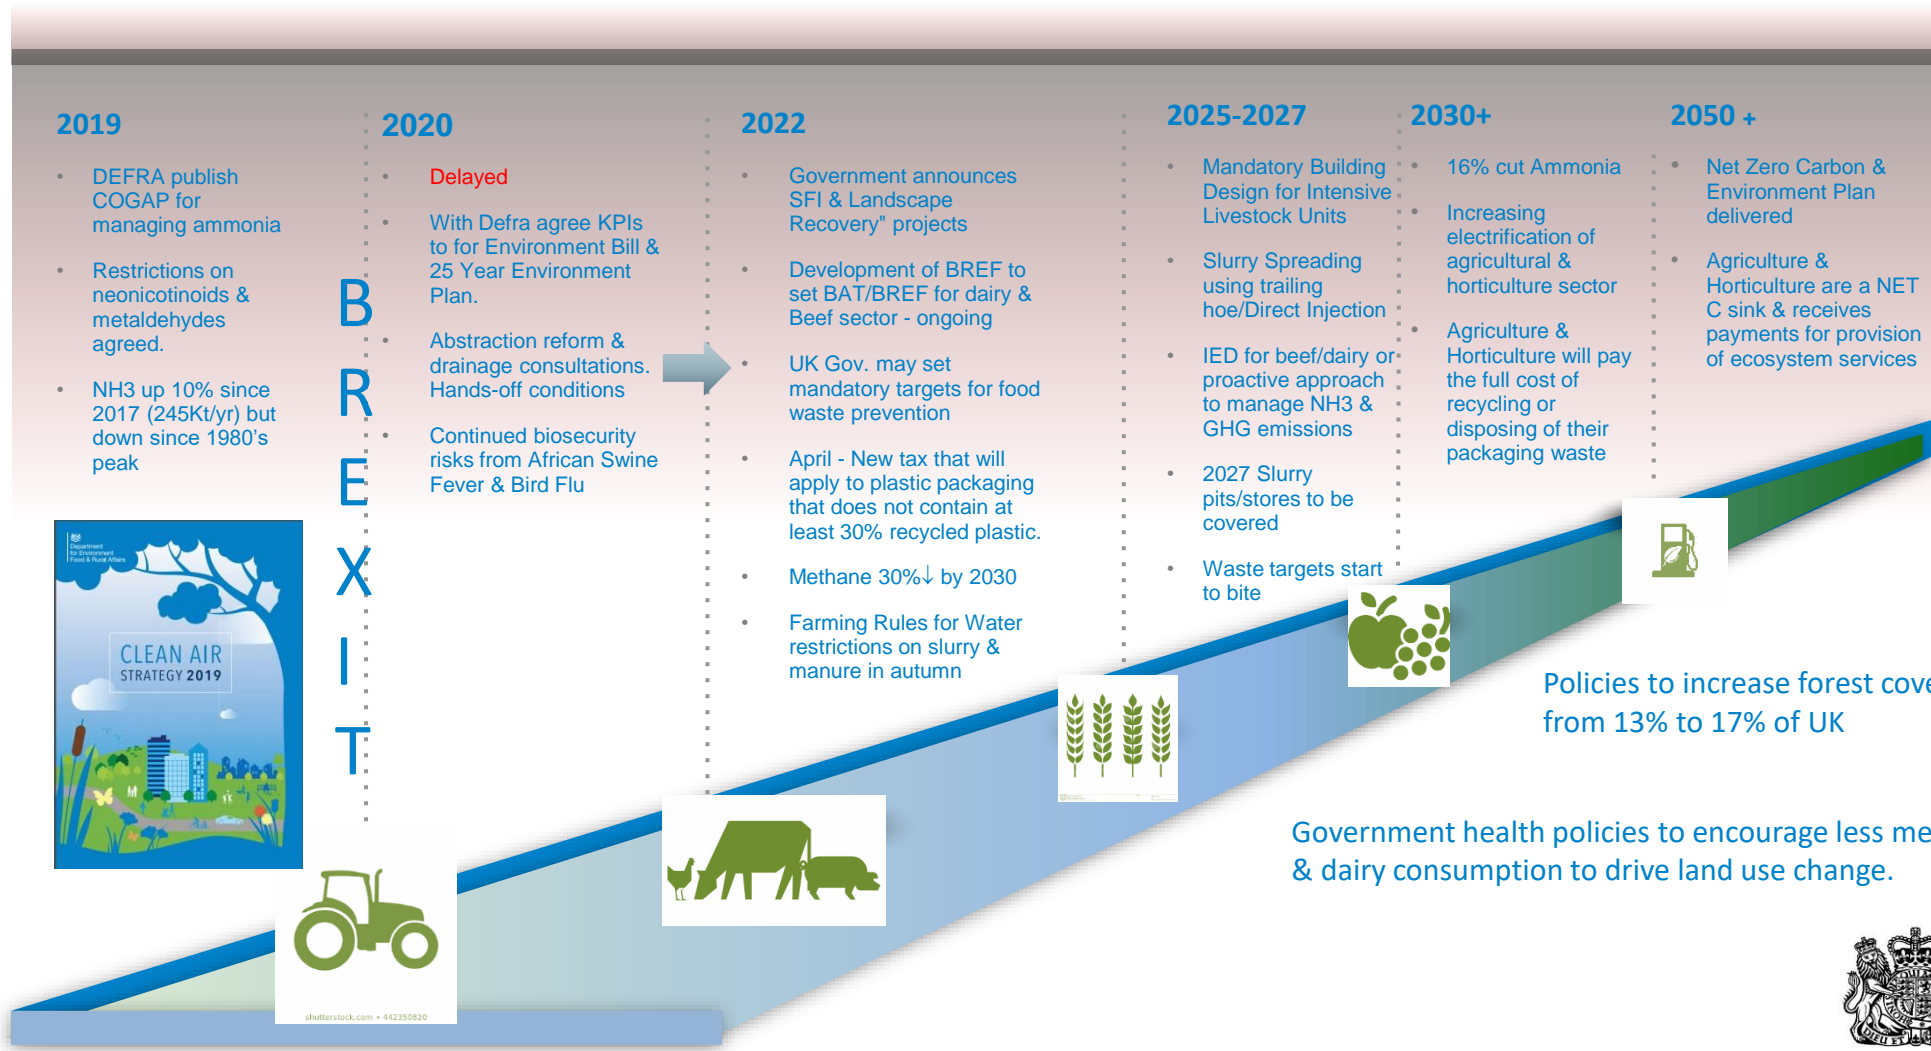 2019
DEFRA publish
COGAP for
managing ammonia
Restrictions on
neonicotinoids &
metaldehydes
agreed.
NH3 up 10% since
2017 (245Kt/yr) but
down since 1980's
peak
BREXIT
2020
Delayed
With Defra agree KPIs
to for Environment Bill &
25 Year Environment
Plan.
Abstraction reform &
drainage consultations.
Hands-off conditions
Continued biosecurity
risks from African Swine
Fever & Bird Flu
2022
Government announces
SFI & Landscape
Recovery" projects
Development of BREF to
set BAT/BREF for dairy &
Beef sector - ongoing
UK Gov. may set
mandatory targets for food
waste prevention
April - New tax that will
apply to plastic packaging
that does not contain at
least 30% recycled plastic.
Methane 30%↓ by 2030
Farming Rules for Water
restrictions on slurry &
manure in autumn
2025-2027
Mandatory Building
Design for Intensive
Livestock Units
Slurry Spreading
using trailing
hoe/Direct Injection
IED for beef/dairy or
proactive approach
to manage NH3 &
GHG emissions
2027 Slurry
pits/stores to be
covered
Waste targets start
to bite
2030+
16% cut Ammonia
Increasing
electrification of
agricultural &
horticulture sector
Agriculture &
Horticulture will pay
the full cost of
recycling or
disposing of their
packaging waste
2050 +
Net Zero Carbon &
Environment Plan
delivered
Agriculture &
Horticulture are a NET
C sink & receives
payments for provision
of ecosystem services
Department
for Environment
Food & Rural Affairs
CLEAN AIR
STRATEGY 2019
shutterstock.com • 442350820
Policies to increase forest cove
from 13% to 17% of UK
Government health policies to encourage less me
& dairy consumption to drive land use change.
DIEU ET